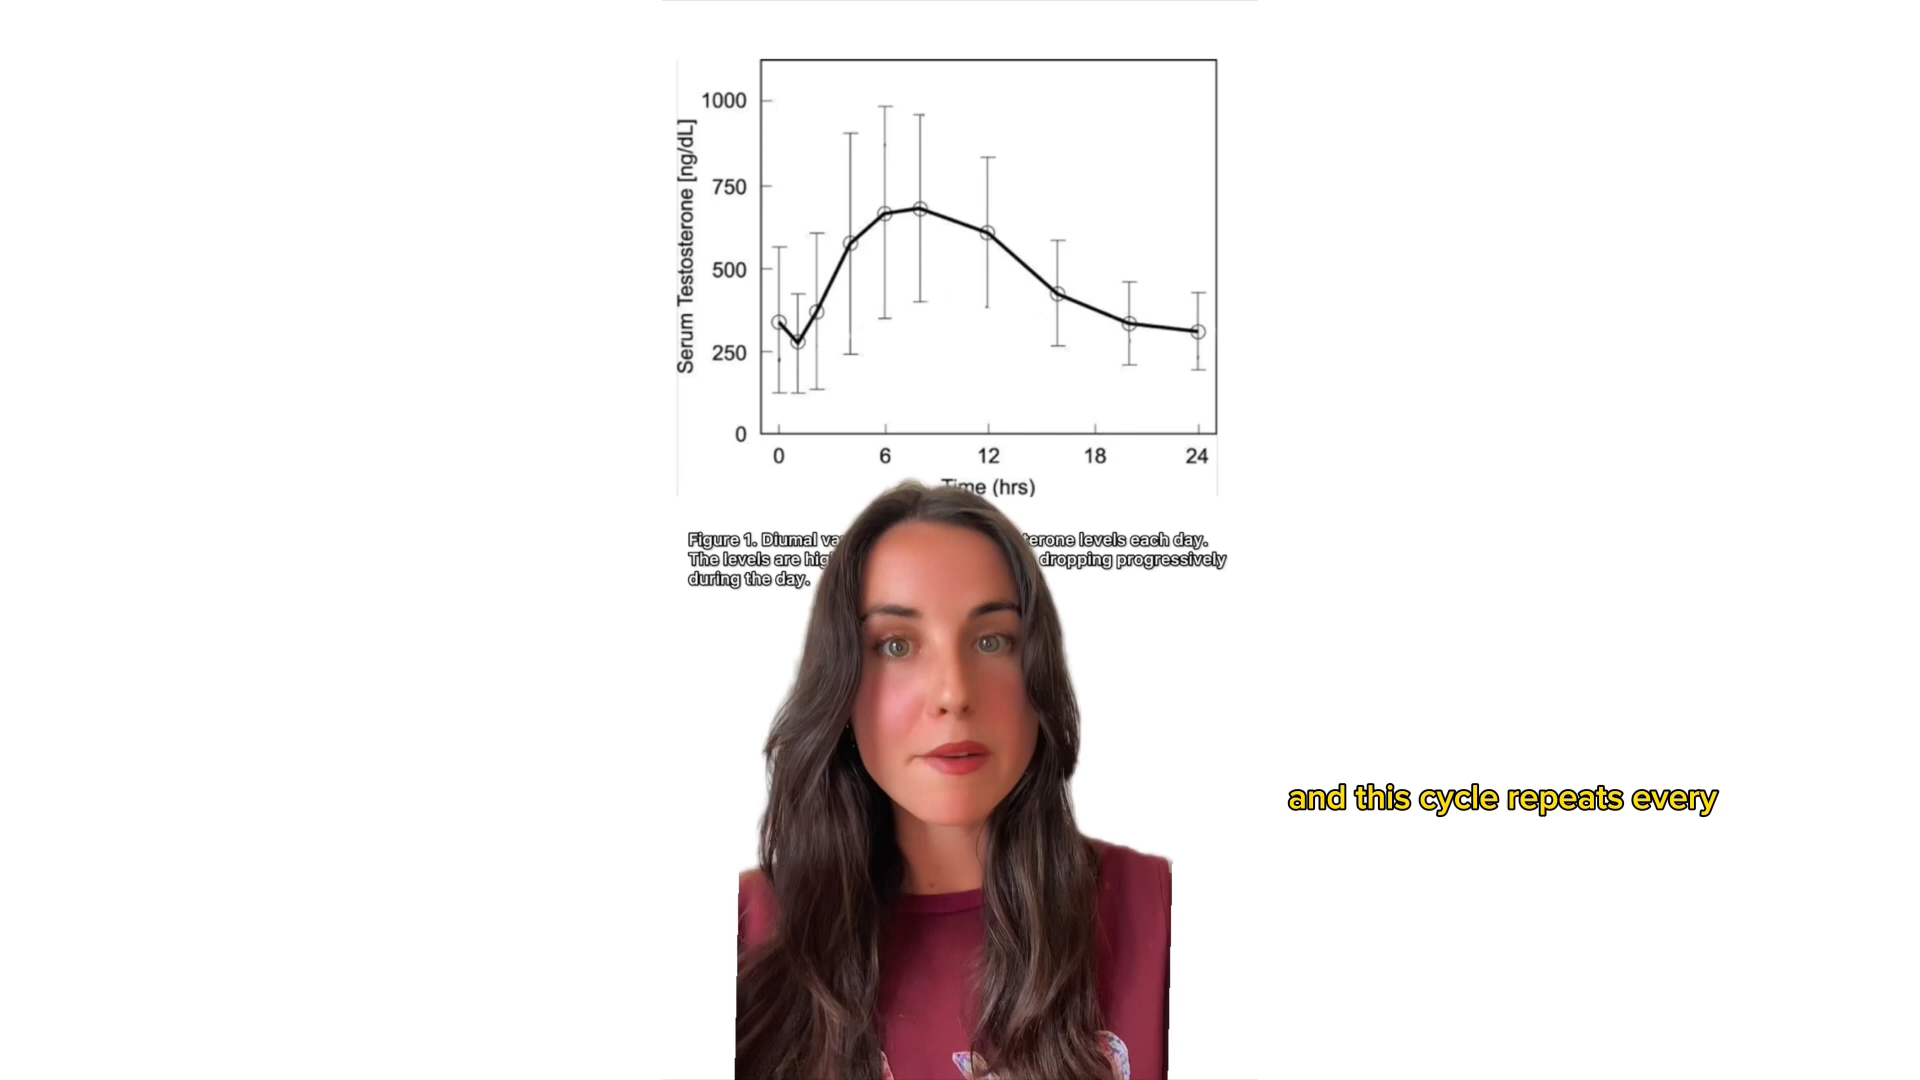 1000
750
500
250
0
Serum Testosterone [ng/dL]
0 6 12 18 24
Time (hrs)
Figure 1. Diumal va terone levels each day.
The levels are hig dropping progressively
during the day.
and this cycle repeats every